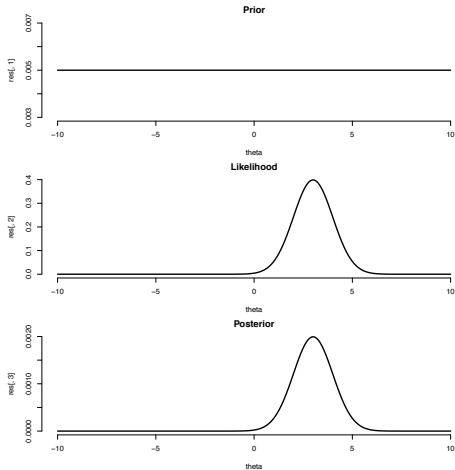 Prior
res[, 1]
0.003 0.005 0.007
−10 −5 0 5 10
theta
Likelihood
res[, 2]
0.0 0.1 0.2 0.3 0.4
−10 −5 0 5 10
theta
Posterior
res[, 3]
0.0000 0.0010 0.0020
−10 −5 0 5 10
theta